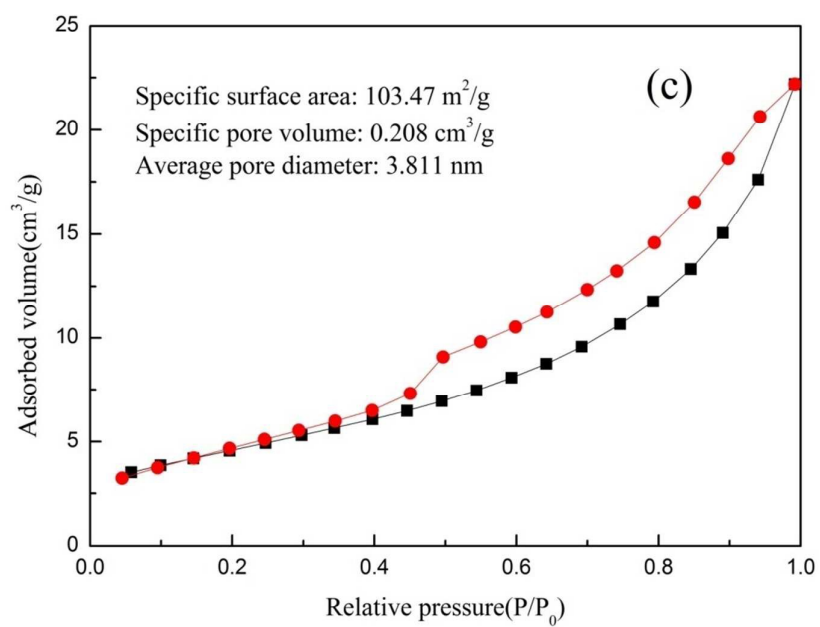 25
(c)
Specific surface area: 103.47 m²/g
Specific pore volume: 0.208 cm³/g
Average pore diameter: 3.811 nm
20
15
10
5
0
Adsorbed volume(cm³/g)
0.0 0.2 0.4 0.6 0.8 1.0
Relative pressure(P/P₀)